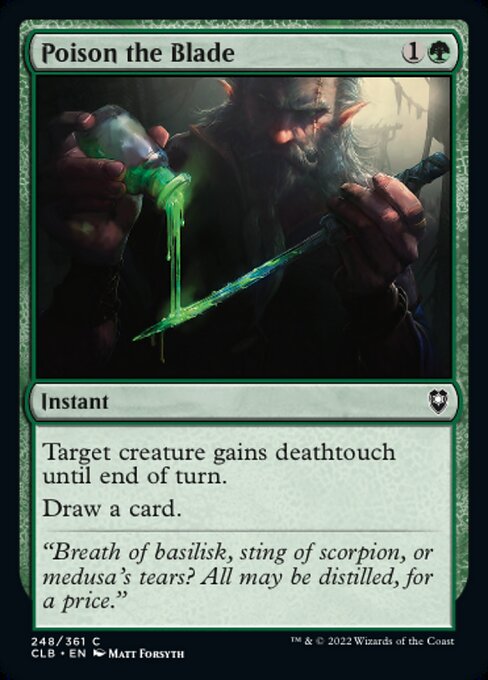 Poison the Blade 1
Instant
Target creature gains deathtouch
until end of turn.
Draw a card.
“Breath of basilisk, sting of scorpion, or
medusa’s tears? All may be distilled, for
a price.”
248/361 C
CLB • EN Matt Forsyth
™ & © 2022 Wizards of the Coast